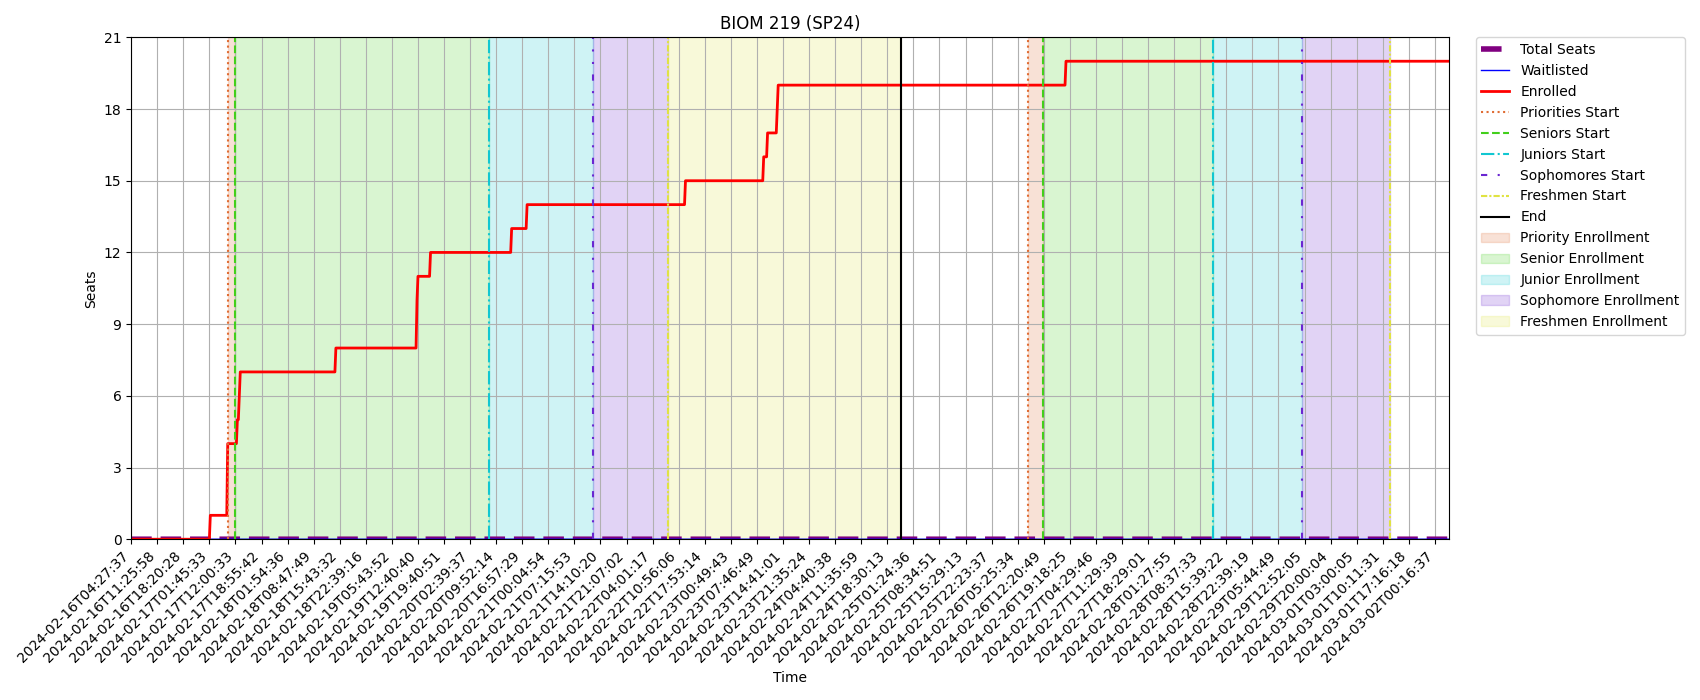 BIOM 219 (SP24)
Seats
21
18
15
12
9
6
3
0
2024-02-16T04:27:37
2024-02-16T11:25:58
2024-02-16T18:20:28
2024-02-17T01:45:33
2024-02-17T12:00:33
2024-02-17T18:55:42
2024-02-18T01:54:36
2024-02-18T08:47:49
2024-02-18T15:43:32
2024-02-18T22:39:16
2024-02-19T05:43:52
2024-02-19T12:40:40
2024-02-19T19:40:51
2024-02-20T02:39:37
2024-02-20T09:52:14
2024-02-20T16:57:29
2024-02-21T00:04:54
2024-02-21T07:15:53
2024-02-21T14:10:20
2024-02-21T21:07:02
2024-02-22T04:01:17
2024-02-22T10:56:06
2024-02-22T17:53:14
2024-02-23T00:49:43
2024-02-23T07:46:49
2024-02-23T14:41:01
2024-02-23T21:35:24
2024-02-24T04:40:38
2024-02-24T11:35:59
2024-02-24T18:30:13
2024-02-25T01:24:36
2024-02-25T08:34:51
2024-02-25T15:29:13
2024-02-25T22:23:37
2024-02-26T05:25:34
2024-02-26T12:20:49
2024-02-26T19:18:25
2024-02-27T04:29:46
2024-02-27T11:29:39
2024-02-27T18:29:01
2024-02-28T01:27:55
2024-02-28T08:37:33
2024-02-28T15:39:22
2024-02-28T22:39:19
2024-02-29T05:44:49
2024-02-29T12:52:05
2024-02-29T20:00:04
2024-03-01T03:00:05
2024-03-01T10:11:31
2024-03-01T17:16:18
2024-03-02T00:16:37
Time
Total Seats
Waitlisted
Enrolled
Priorities Start
Seniors Start
Juniors Start
Sophomores Start
Freshmen Start
End
Priority Enrollment
Senior Enrollment
Junior Enrollment
Sophomore Enrollment
Freshmen Enrollment